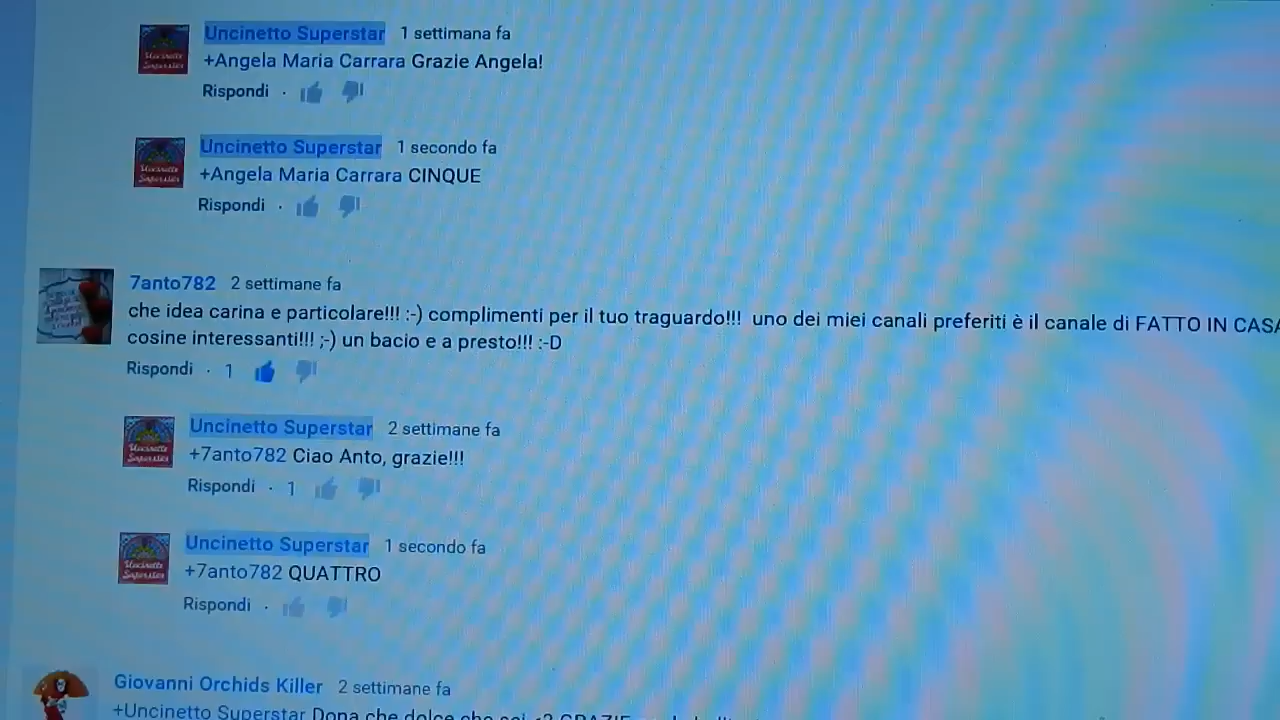 Uncinetto Superstar 1 settimana fa
+Angela Maria Carrara Grazie Angela!
Rispondi ·
Uncinetto Superstar 1 secondo fa
+Angela Maria Carrara CINQUE
Rispondi ·
7anto782 2 settimane fa
che idea carina e particolare!!! :-) complimenti per il tuo traguardo!!! uno dei miei canali preferiti è il canale di FATTO IN CASA
cosine interessanti!!! ;-) un bacio e a presto!!! :-D
Rispondi · 1
Uncinetto Superstar 2 settimane fa
+7anto782 Ciao Anto, grazie!!!
Rispondi · 1
Uncinetto Superstar 1 secondo fa
+7anto782 QUATTRO
Rispondi ·
Giovanni Orchids Killer 2 settimane fa
+Uncinetto Superstar Dona che dolce che sei <3 GRAZIE